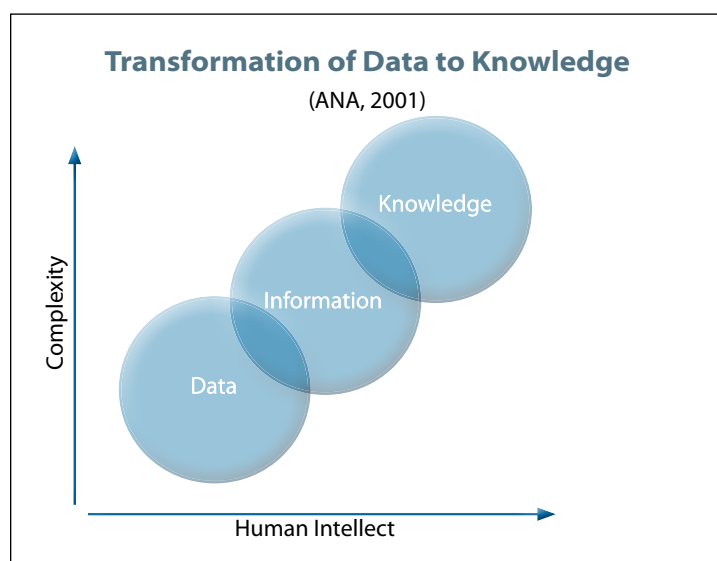 Transformation of Data to Knowledge
(ANA, 2001)
Knowledge
Information
Data
Complexity
Human Intellect